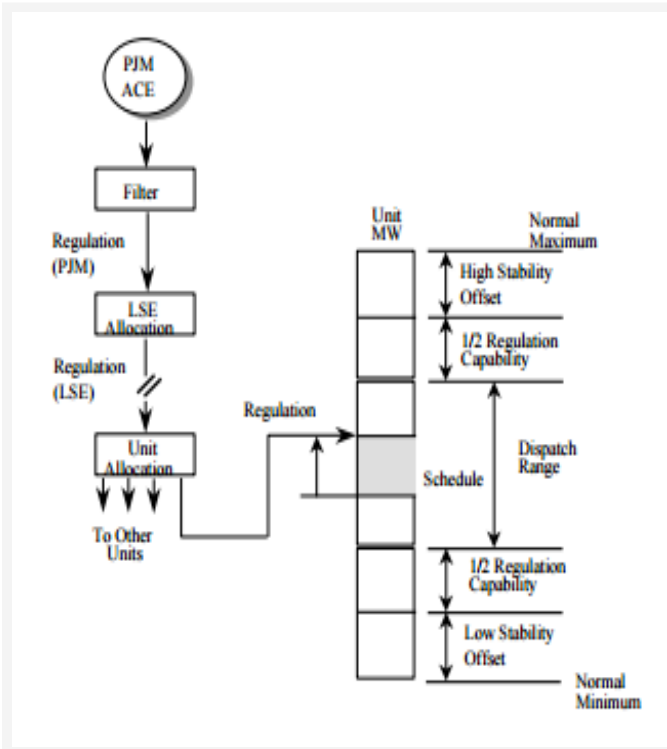 PJM
ACE
Filter
Regulation
(PJM)
LSE
Allocation
Regulation
(LSE)
Unit
Allocation
To Other
Units
Regulation
Unit
MW
Schedule
Normal
Maximum
High Stability
Offset
1/2 Regulation
Capability
Dispatch
Range
1/2 Regulation
Capability
Low Stability
Offset
Normal
Minimum